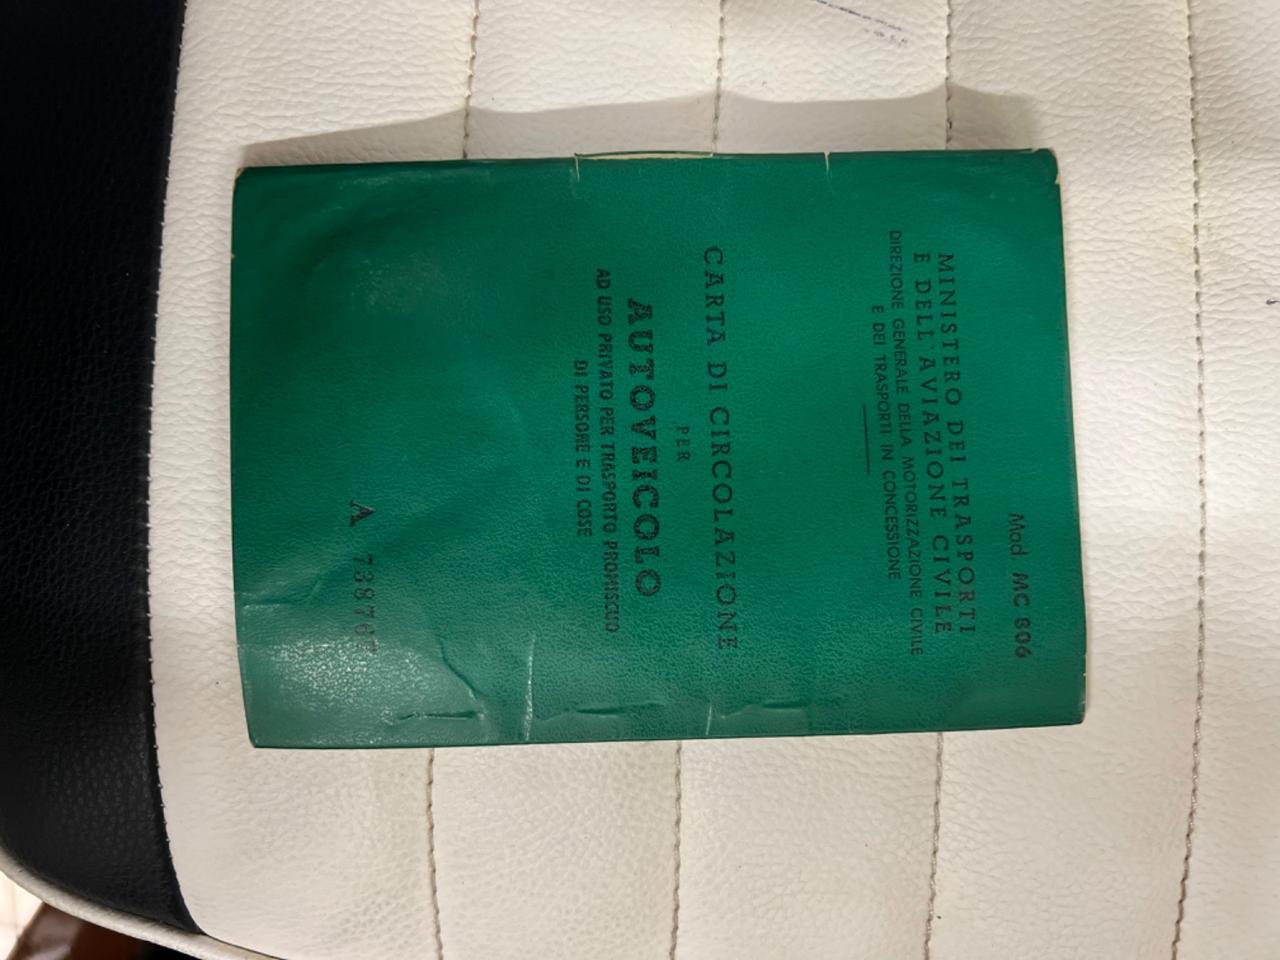 Mod. MC 806
MINISTERO DEI TRASPORTI
E DELL'AVIAZIONE CIVILE
DIREZIONE GENERALE DELLA MOTORIZZAZIONE CIVILE
E DEI TRASPORTI IN CONCESSIONE
CARTA DI CIRCOLAZIONE
PER
AUTOVEICOLO
AD USO PRIVATO PER TRASPORTO PROMISCUO
DI PERSONE E DI COSE
A